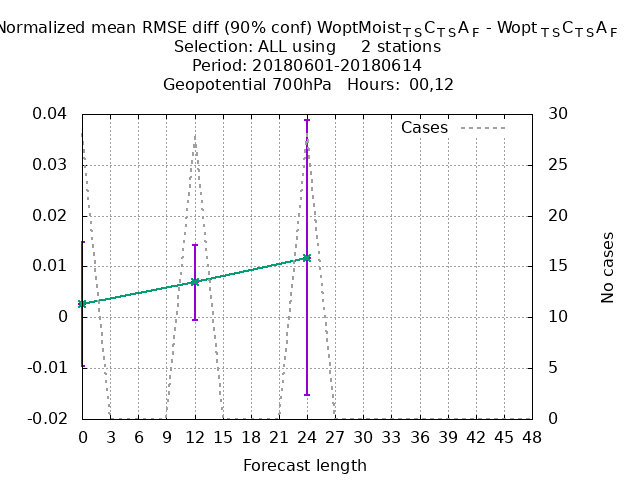 Normalized mean RMSE diff (90% conf) WoptMoist_TS C_TS A_F - Wopt_TS C_TS A_F
Selection: ALL using 2 stations
Period: 20180601-20180614
Geopotential 700hPa Hours: 00,12
Cases
0.04
0.03
0.02
0.01
0
-0.01
-0.02
30
25
20
15
10
5
0
No cases
0 3 6 9 12 15 18 21 24 27 30 33 36 39 42 45 48
Forecast length